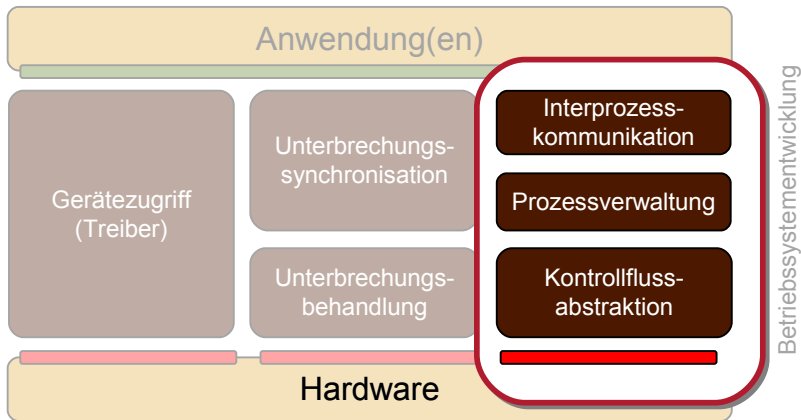 Anwendung(en)
Gerätezugriff
(Treiber)
Unterbrechungs-
synchronisation
Unterbrechungs-
behandlung
Interprozess-
kommunikation
Prozessverwaltung
Kontrollfluss-
abstraktion
Hardware
Betriebssystementwicklung